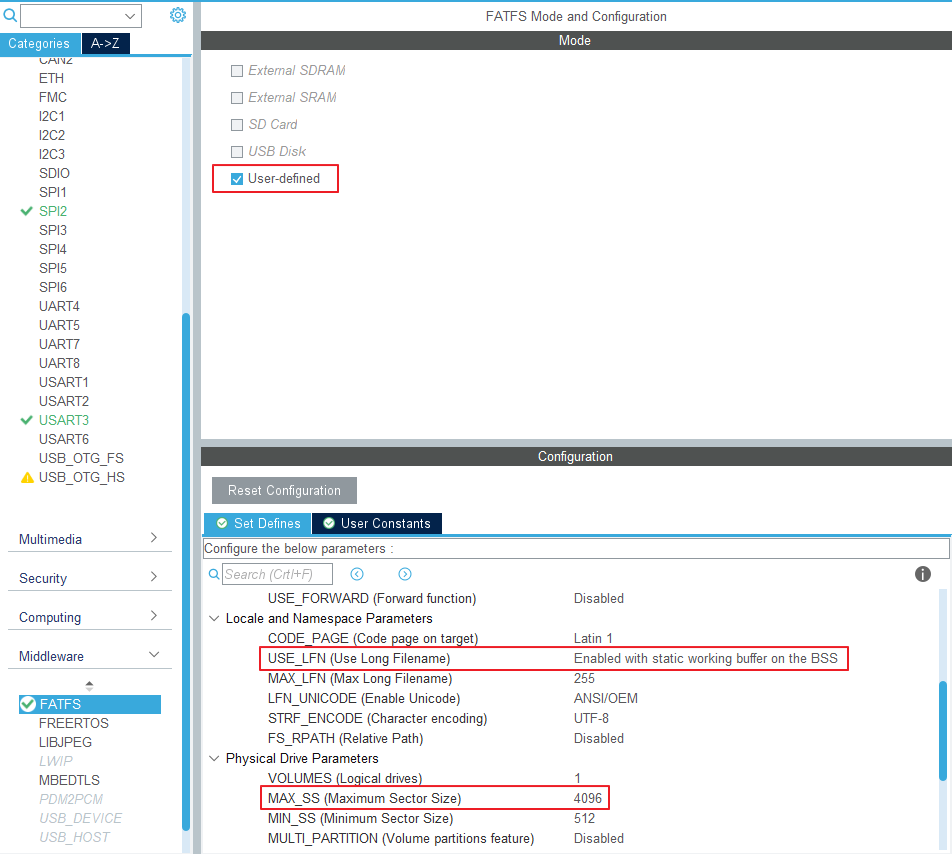 Categories
A->Z
CAN2
ETH
FMC
I2C1
I2C2
I2C3
SDIO
SPI1
SPI2
SPI3
SPI4
SPI5
SPI6
UART4
UART5
UART7
UART8
USART1
USART2
USART3
USART6
USB_OTG_FS
USB_OTG_HS
Multimedia
Security
Computing
Middleware
FATFS
FREERTOS
LIBJPEG
LWIP
MBEDTLS
PDM2PCM
USB_DEVICE
USB_HOST
FATFS Mode and Configuration
Mode
External SDRAM
External SRAM
SD Card
USB Disk
User-defined
Configuration
Reset Configuration
Set Defines
User Constants
Configure the below parameters :
Search (Crtl+F)
USE_FORWARD (Forward function) Disabled
Locale and Namespace Parameters
CODE_PAGE (Code page on target) Latin 1
USE_LFN (Use Long Filename) Enabled with static working buffer on the BSS
MAX_LFN (Max Long Filename) 255
LFN_UNICODE (Enable Unicode) ANSI/OEM
STRF_ENCODE (Character encoding) UTF-8
FS_RPATH (Relative Path) Disabled
Physical Drive Parameters
VOLUMES (Logical drives) 1
MAX_SS (Maximum Sector Size) 4096
MIN_SS (Minimum Sector Size) 512
MULTI_PARTITION (Volume partitions feature) Disabled